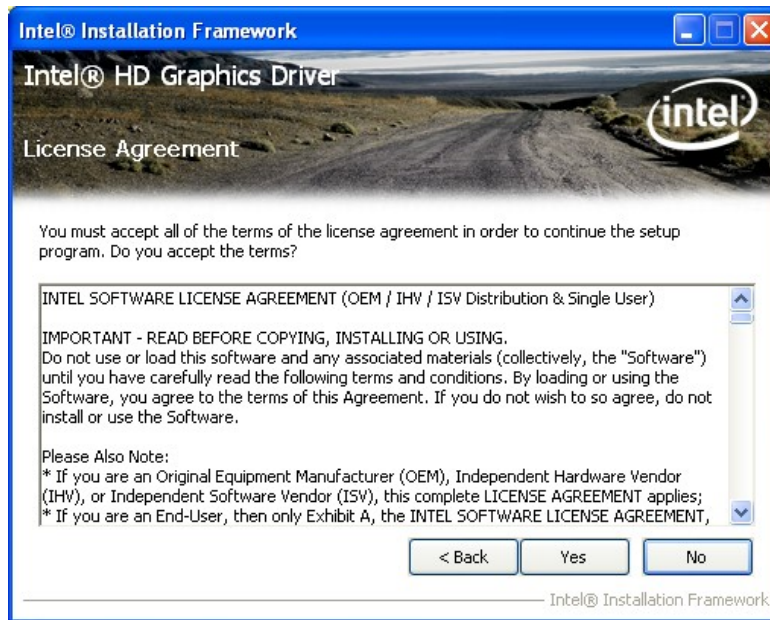 Intel® Installation Framework
Intel® HD Graphics Driver
intel
License Agreement
You must accept all of the terms of the license agreement in order to continue the setup
program. Do you accept the terms?
INTEL SOFTWARE LICENSE AGREEMENT (OEM / IHV / ISV Distribution & Single User)
IMPORTANT - READ BEFORE COPYING, INSTALLING OR USING.
Do not use or load this software and any associated materials (collectively, the "Software")
until you have carefully read the following terms and conditions. By loading or using the
Software, you agree to the terms of this Agreement. If you do not wish to so agree, do not
install or use the Software.
Please Also Note:
* If you are an Original Equipment Manufacturer (OEM), Independent Hardware Vendor
(IHV), or Independent Software Vendor (ISV), this complete LICENSE AGREEMENT applies;
* If you are an End-User, then only Exhibit A, the INTEL SOFTWARE LICENSE AGREEMENT,
< Back
Yes
No
Intel® Installation Framework